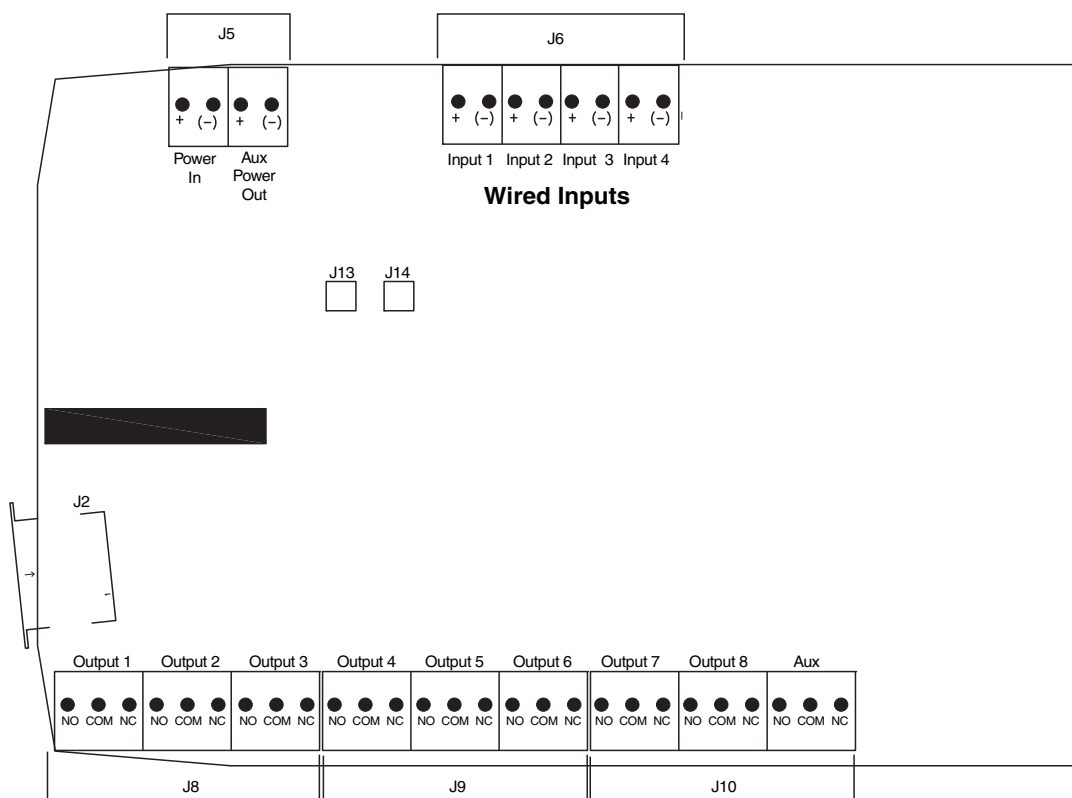 J5
J6
+ (–) + (–)
+ (–) + (–) + (–) + (–)
Power In
Aux Power Out
Input 1 Input 2 Input 3 Input 4
Wired Inputs
J13 J14
J2
Output 1 Output 2 Output 3 Output 4 Output 5 Output 6 Output 7 Output 8 Aux
NO COM NC NO COM NC NO COM NC NO COM NC NO COM NC NO COM NC NO COM NC NO COM NC NO COM NC
J8 J9 J10